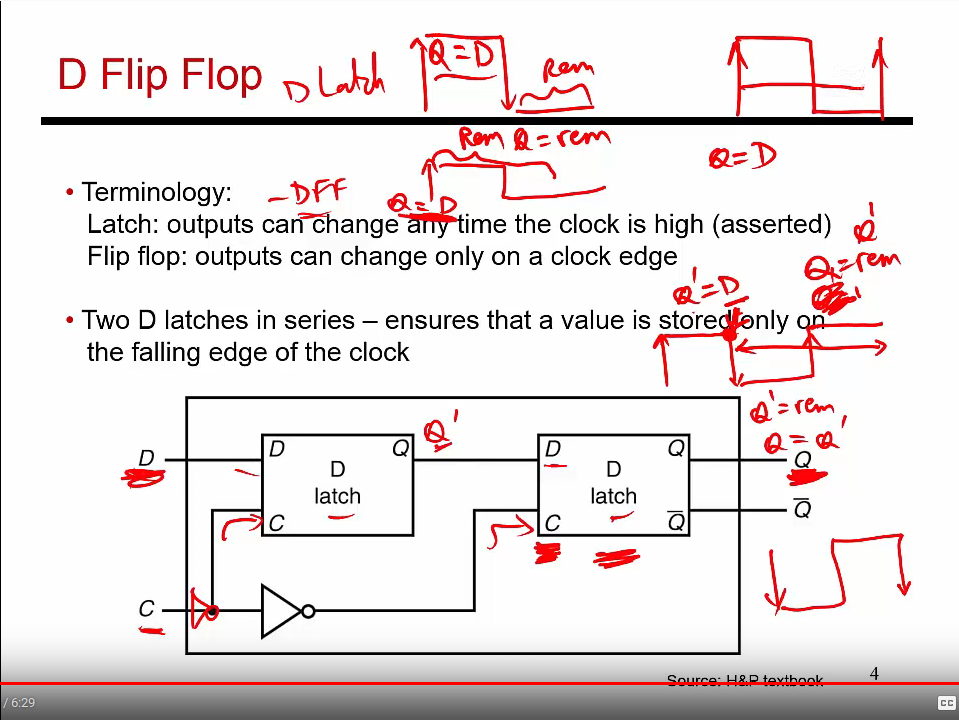 D Flip Flop
D Latch
Q = D
Rem
Rem Q = rem
Q = D
• Terminology:
– DFF
Q = D
Latch: outputs can change any time the clock is high (asserted)
Flip flop: outputs can change only on a clock edge
Q'
Q = rem
Q' = D
• Two D latches in series – ensures that a value is stored only on
the falling edge of the clock
Q' = rem
Q = Q'
Q'
D
D
Q
D
Q
Q
D
latch
D
latch
C
C
Q̅
Q̅
C
4
Source: H&P textbook
/ 6:29
CC